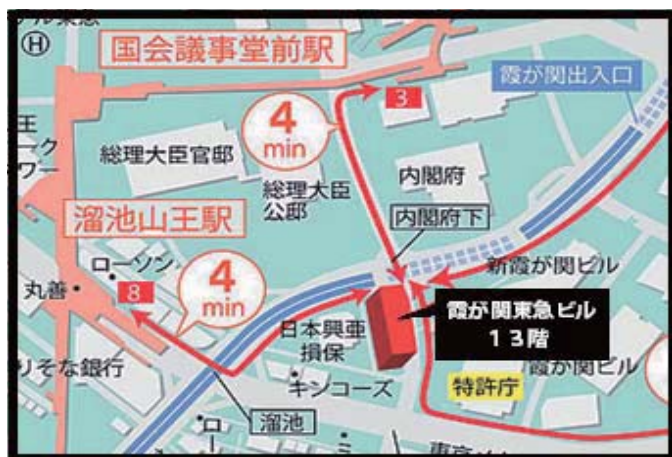 H
国会議事堂前駅
霞が関出入口
3
4
min
総理大臣官邸
総理大臣
公邸
内閣府
内閣府下
溜池山王駅
ローソン
8
4
min
丸善
新霞が関ビル
霞が関東急ビル
13階
日本興亜
損保
りそな銀行
キンコーズ
溜池
特許庁
霞が関ビル